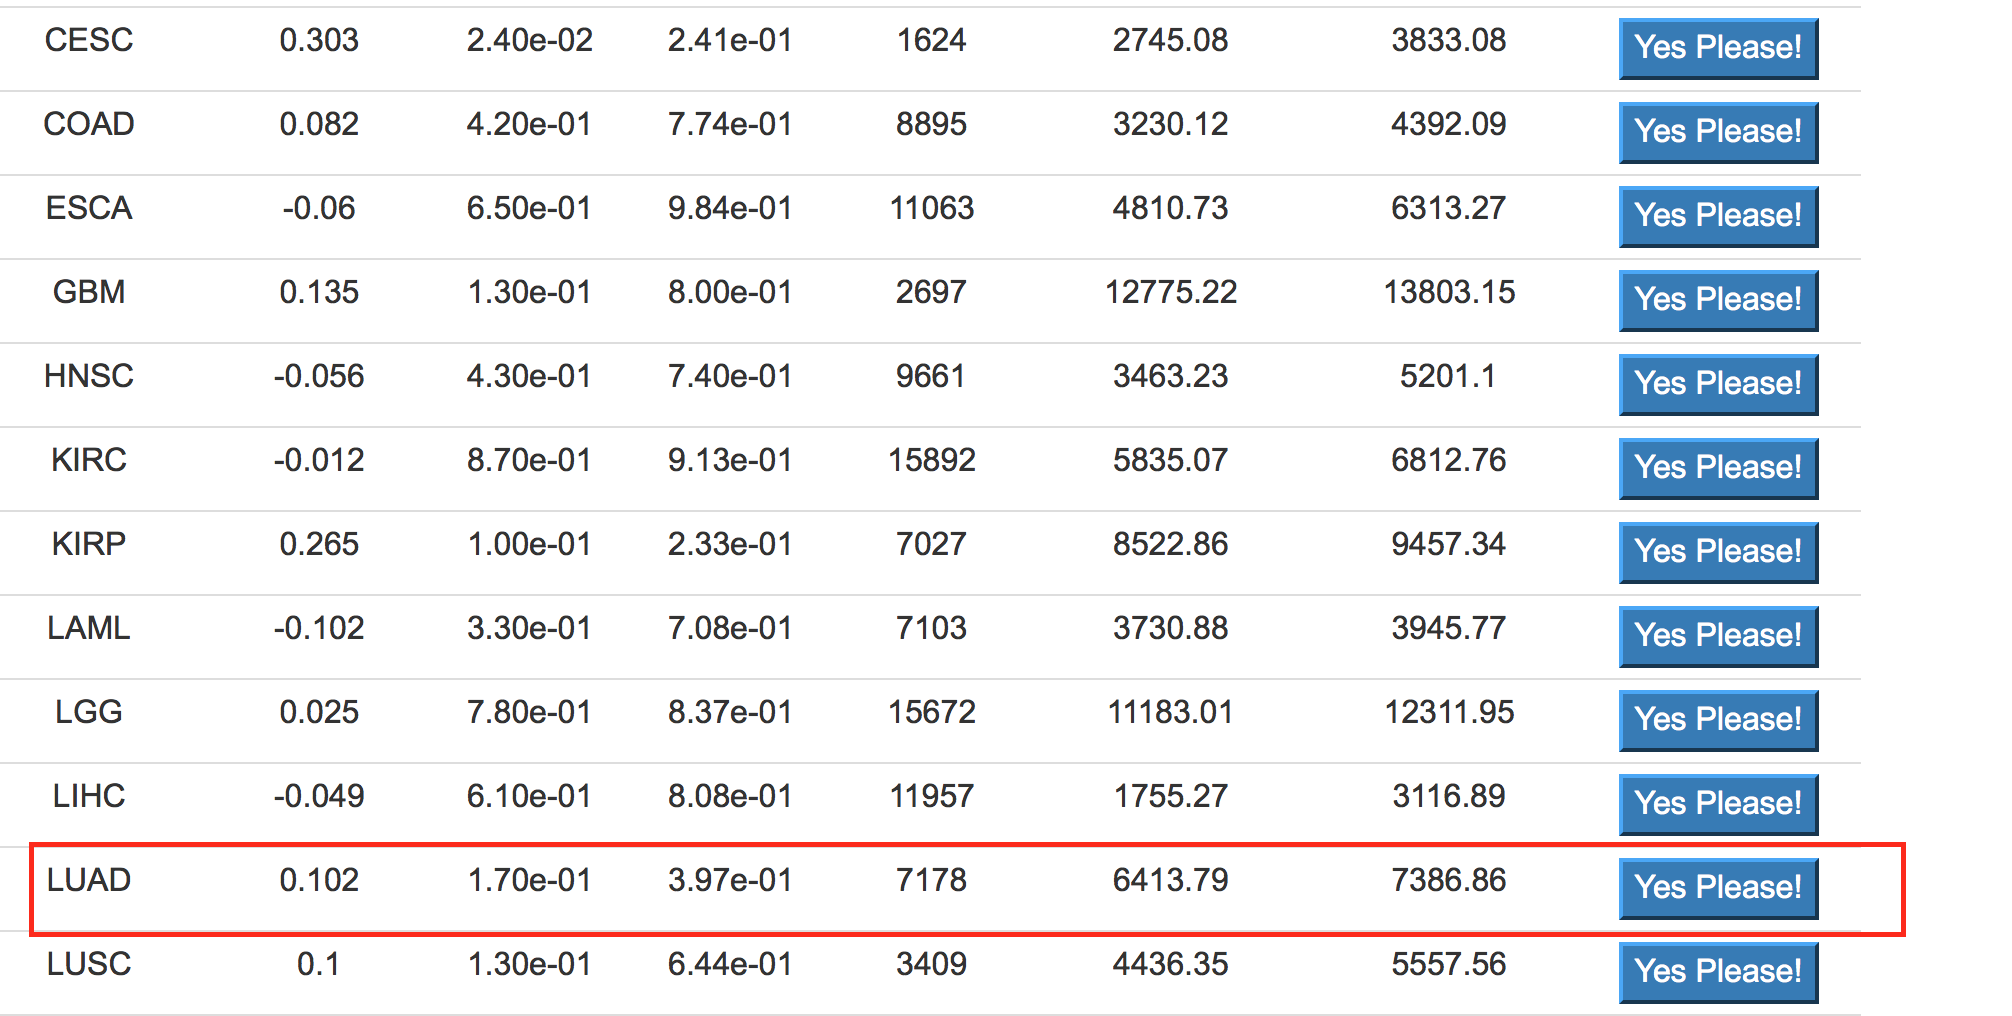 CESC 0.303 2.40e-02 2.41e-01 1624 2745.08 3833.08 Yes Please!
COAD 0.082 4.20e-01 7.74e-01 8895 3230.12 4392.09 Yes Please!
ESCA -0.06 6.50e-01 9.84e-01 11063 4810.73 6313.27 Yes Please!
GBM 0.135 1.30e-01 8.00e-01 2697 12775.22 13803.15 Yes Please!
HNSC -0.056 4.30e-01 7.40e-01 9661 3463.23 5201.1 Yes Please!
KIRC -0.012 8.70e-01 9.13e-01 15892 5835.07 6812.76 Yes Please!
KIRP 0.265 1.00e-01 2.33e-01 7027 8522.86 9457.34 Yes Please!
LAML -0.102 3.30e-01 7.08e-01 7103 3730.88 3945.77 Yes Please!
LGG 0.025 7.80e-01 8.37e-01 15672 11183.01 12311.95 Yes Please!
LIHC -0.049 6.10e-01 8.08e-01 11957 1755.27 3116.89 Yes Please!
LUAD 0.102 1.70e-01 3.97e-01 7178 6413.79 7386.86 Yes Please!
LUSC 0.1 1.30e-01 6.44e-01 3409 4436.35 5557.56 Yes Please!